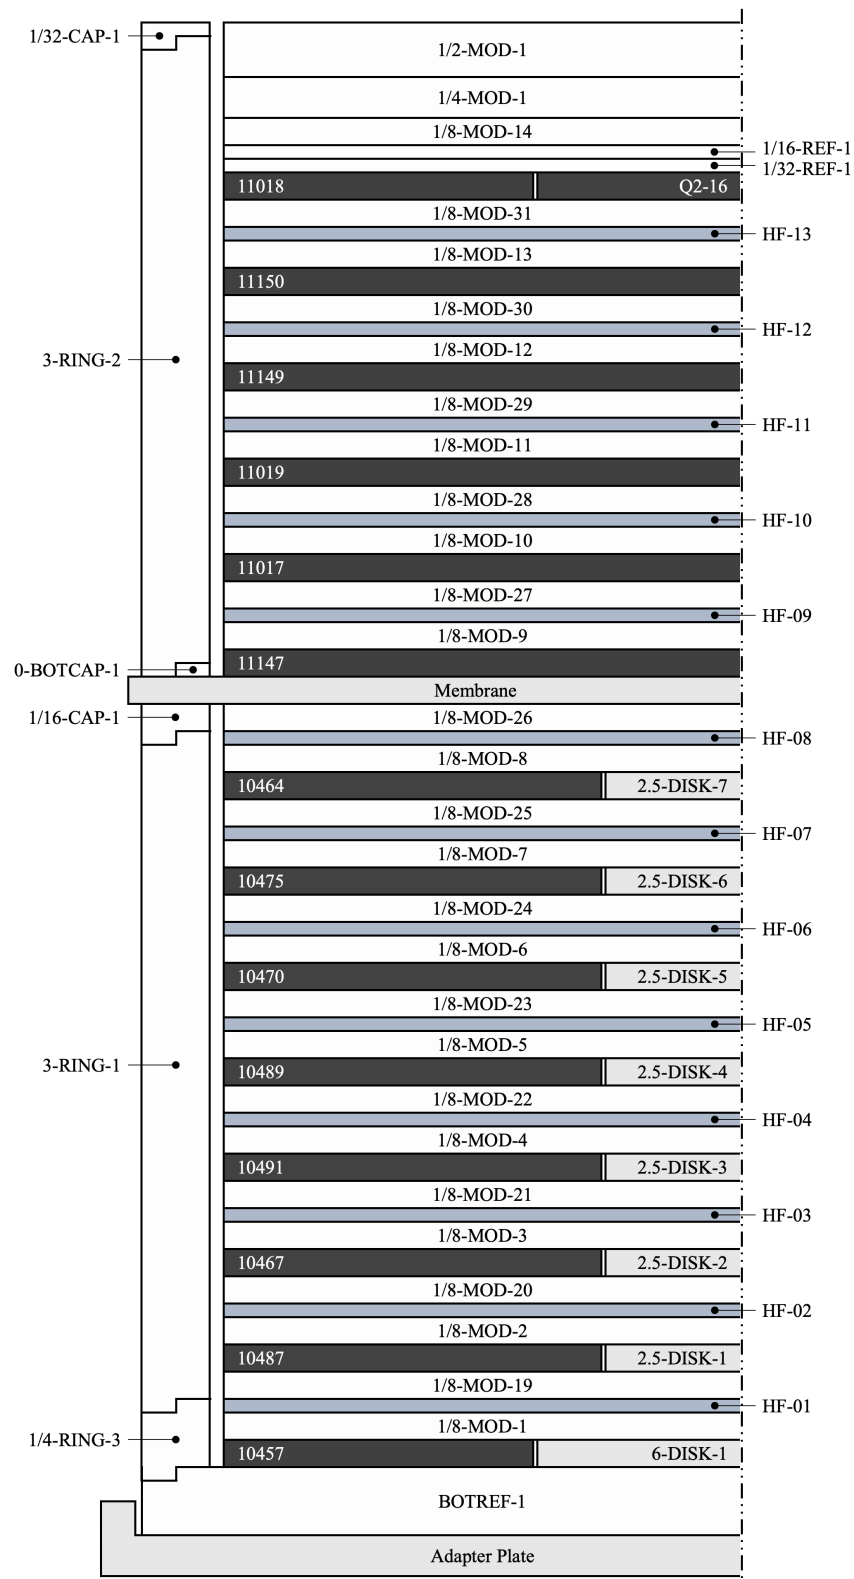 1/32-CAP-1
1/2-MOD-1
1/4-MOD-1
1/8-MOD-14
1/16-REF-1
1/32-REF-1
11018 Q2-16
1/8-MOD-31
HF-13
1/8-MOD-13
11150
1/8-MOD-30
HF-12
1/8-MOD-12
3-RING-2
11149
1/8-MOD-29
HF-11
1/8-MOD-11
11019
1/8-MOD-28
HF-10
1/8-MOD-10
11017
1/8-MOD-27
HF-09
1/8-MOD-9
11147
0-BOTCAP-1
Membrane
1/16-CAP-1
1/8-MOD-26
HF-08
1/8-MOD-8
10464 2.5-DISK-7
1/8-MOD-25
HF-07
1/8-MOD-7
10475 2.5-DISK-6
1/8-MOD-24
HF-06
1/8-MOD-6
10470 2.5-DISK-5
1/8-MOD-23
HF-05
1/8-MOD-5
3-RING-1
10489 2.5-DISK-4
1/8-MOD-22
HF-04
1/8-MOD-4
10491 2.5-DISK-3
1/8-MOD-21
HF-03
1/8-MOD-3
10467 2.5-DISK-2
1/8-MOD-20
HF-02
1/8-MOD-2
10487 2.5-DISK-1
1/8-MOD-19
HF-01
1/8-MOD-1
1/4-RING-3
10457 6-DISK-1
BOTREF-1
Adapter Plate